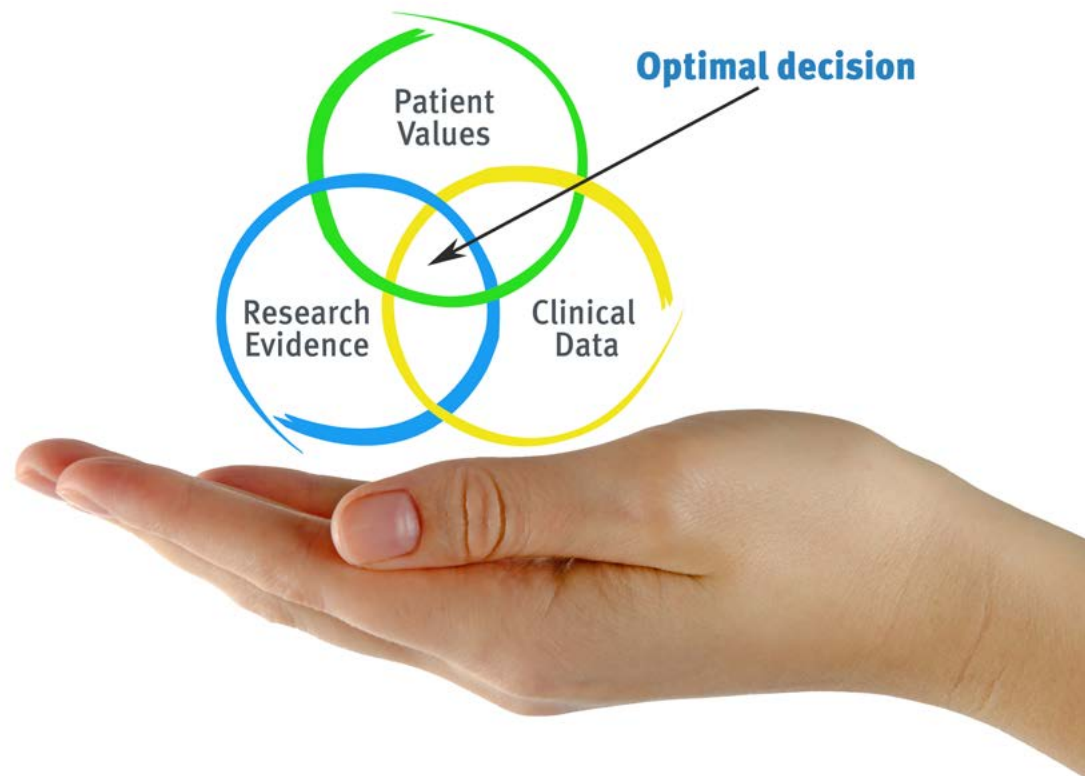 Optimal decision
Patient
Values
Research
Evidence
Clinical
Data